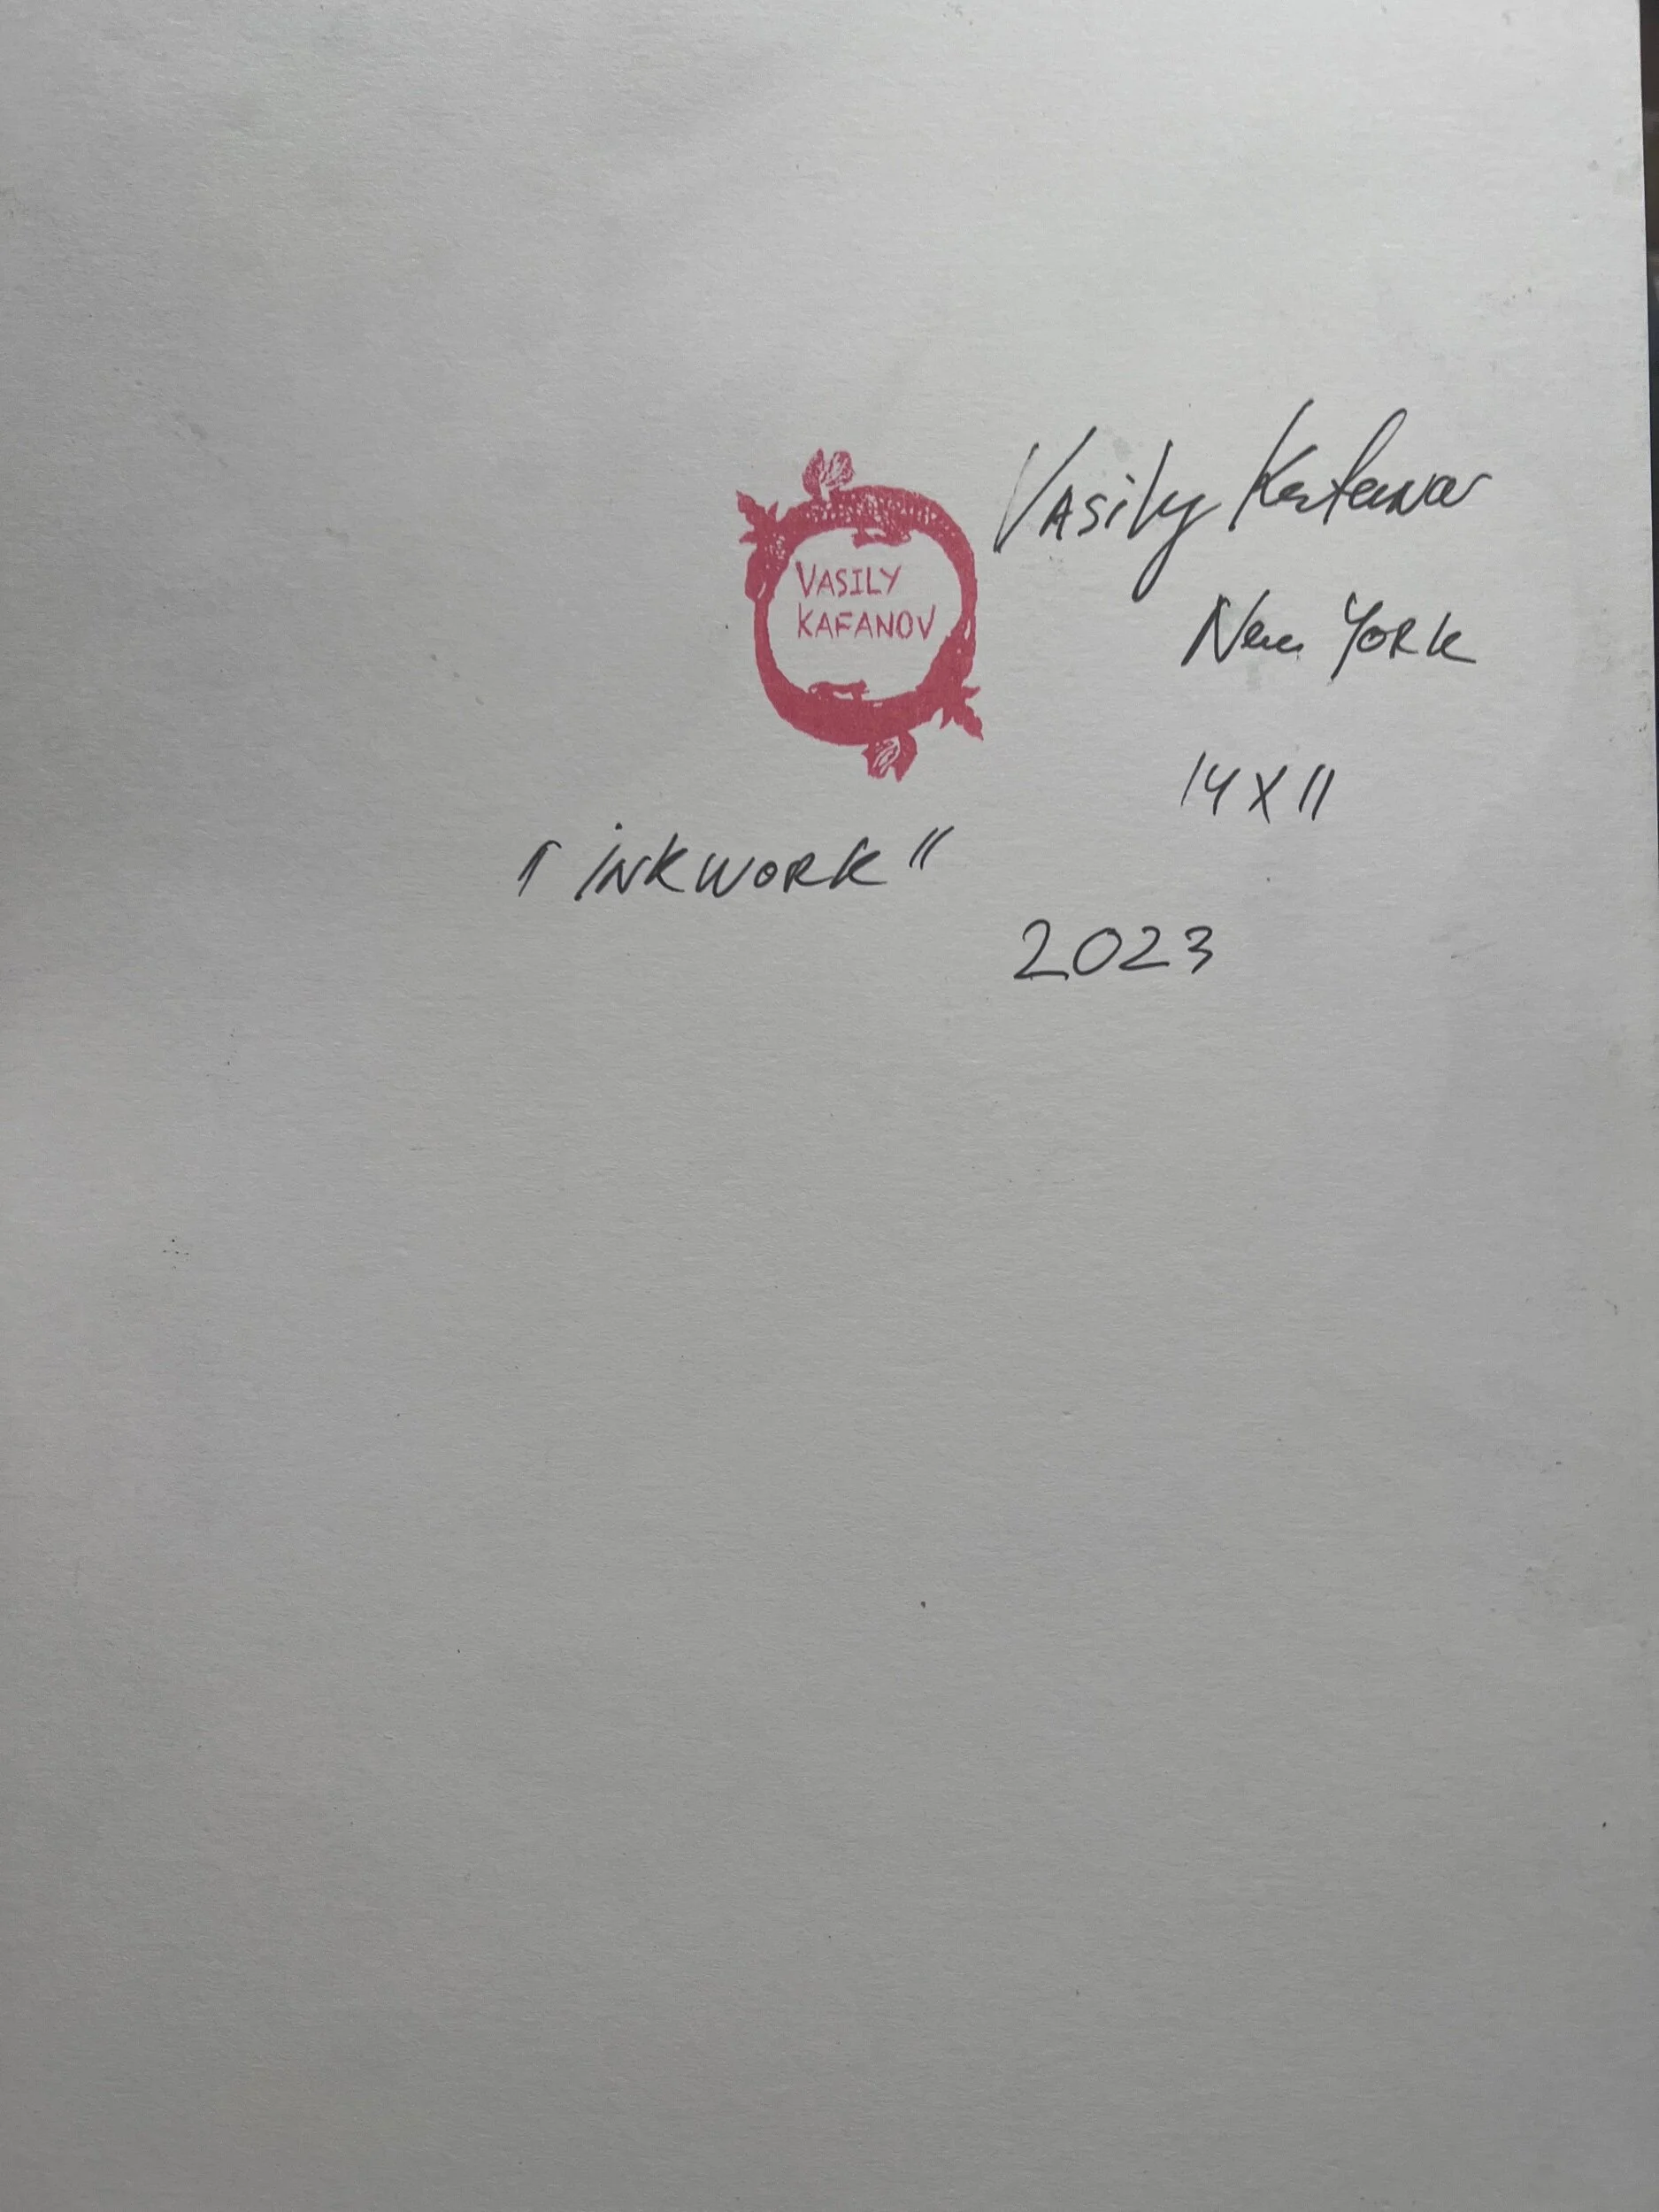 VASILY
KAFANOV
Vasily Kafanov
New York
14 X 11
"INKWORK"
2023